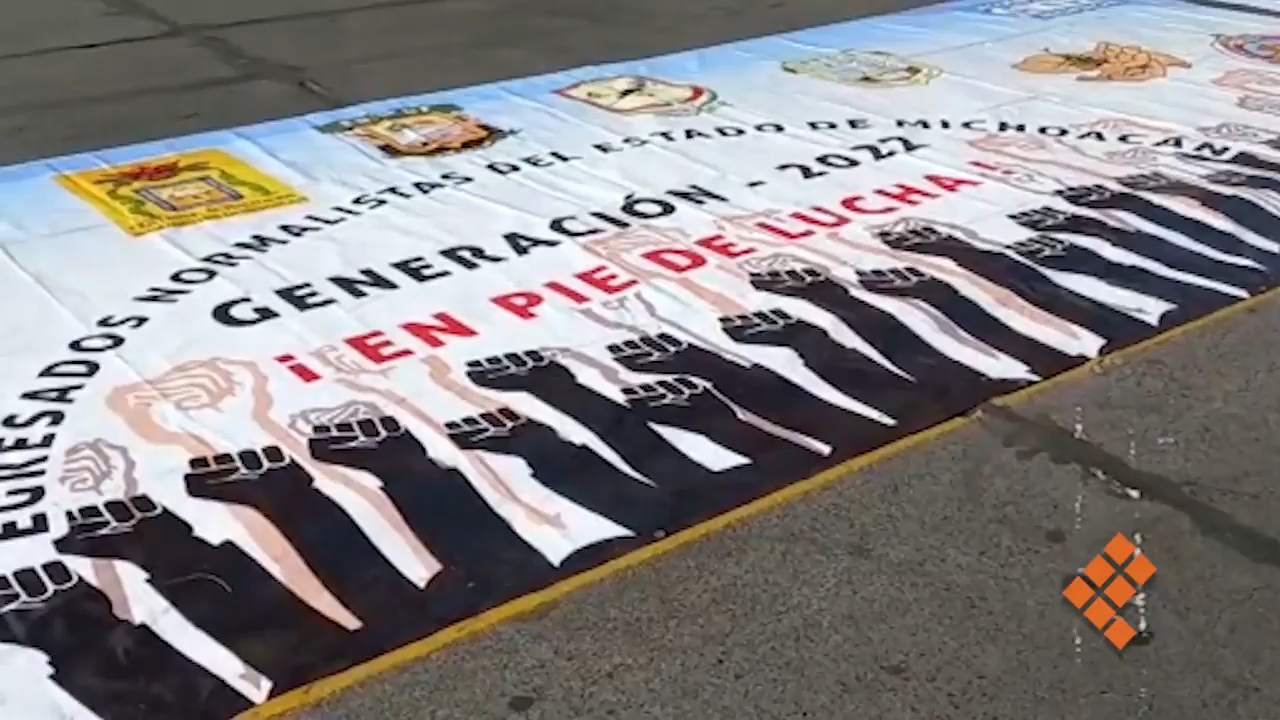 EGRESADOS NORMALISTAS DEL ESTADO DE MICHOACÁN
GENERACIÓN - 2022
¡EN PIE DE LUCHA!